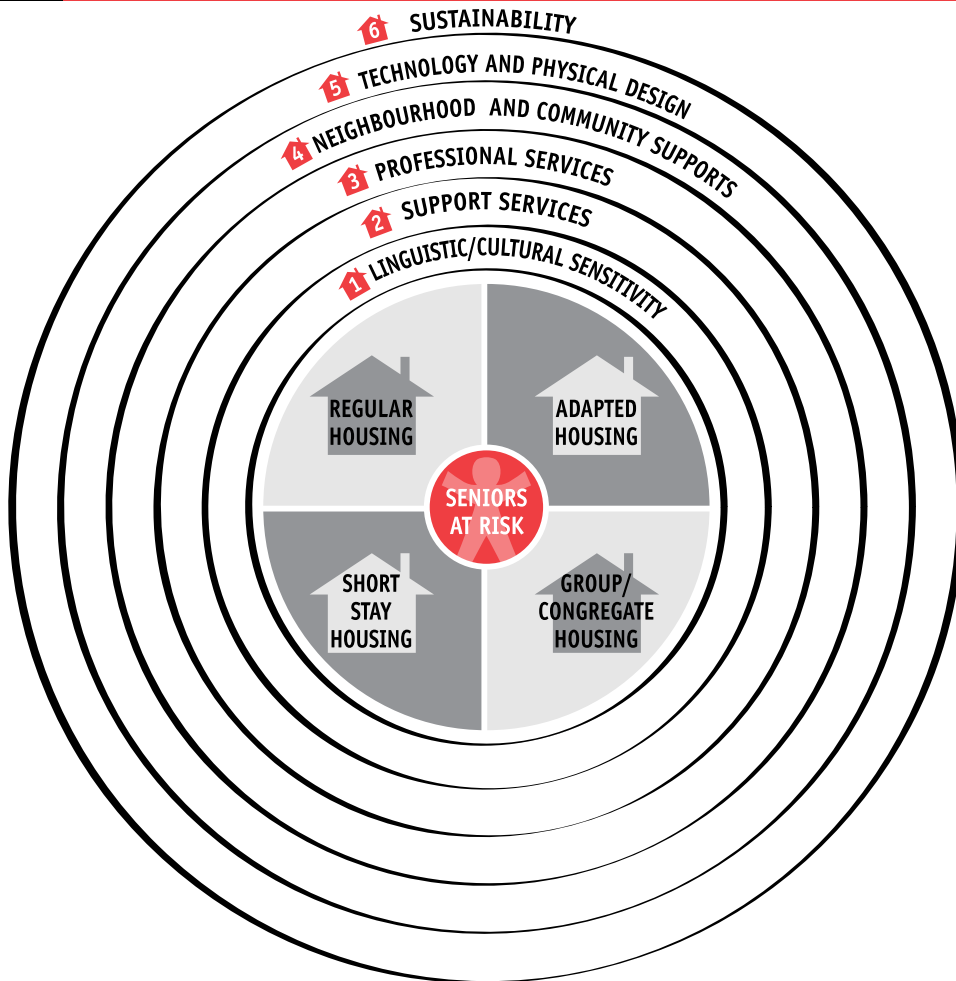 6 SUSTAINABILITY
5 TECHNOLOGY AND PHYSICAL DESIGN
4 NEIGHBOURHOOD AND COMMUNITY SUPPORTS
3 PROFESSIONAL SERVICES
2 SUPPORT SERVICES
1 LINGUISTIC/CULTURAL SENSITIVITY
REGULAR
HOUSING
ADAPTED
HOUSING
SENIORS
AT RISK
SHORT
STAY
HOUSING
GROUP/
CONGREGATE
HOUSING